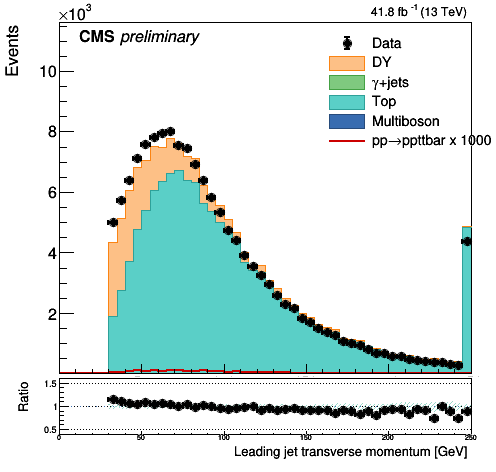 ×10³
41.8 fb⁻¹ (13 TeV)
CMS preliminary
Events
Data
DY
γ+jets
Top
Multiboson
pp→ppttbar x 1000
10
8
6
4
2
Ratio
1.5
1
0.5
0 50 100 150 200 250
Leading jet transverse momentum [GeV]